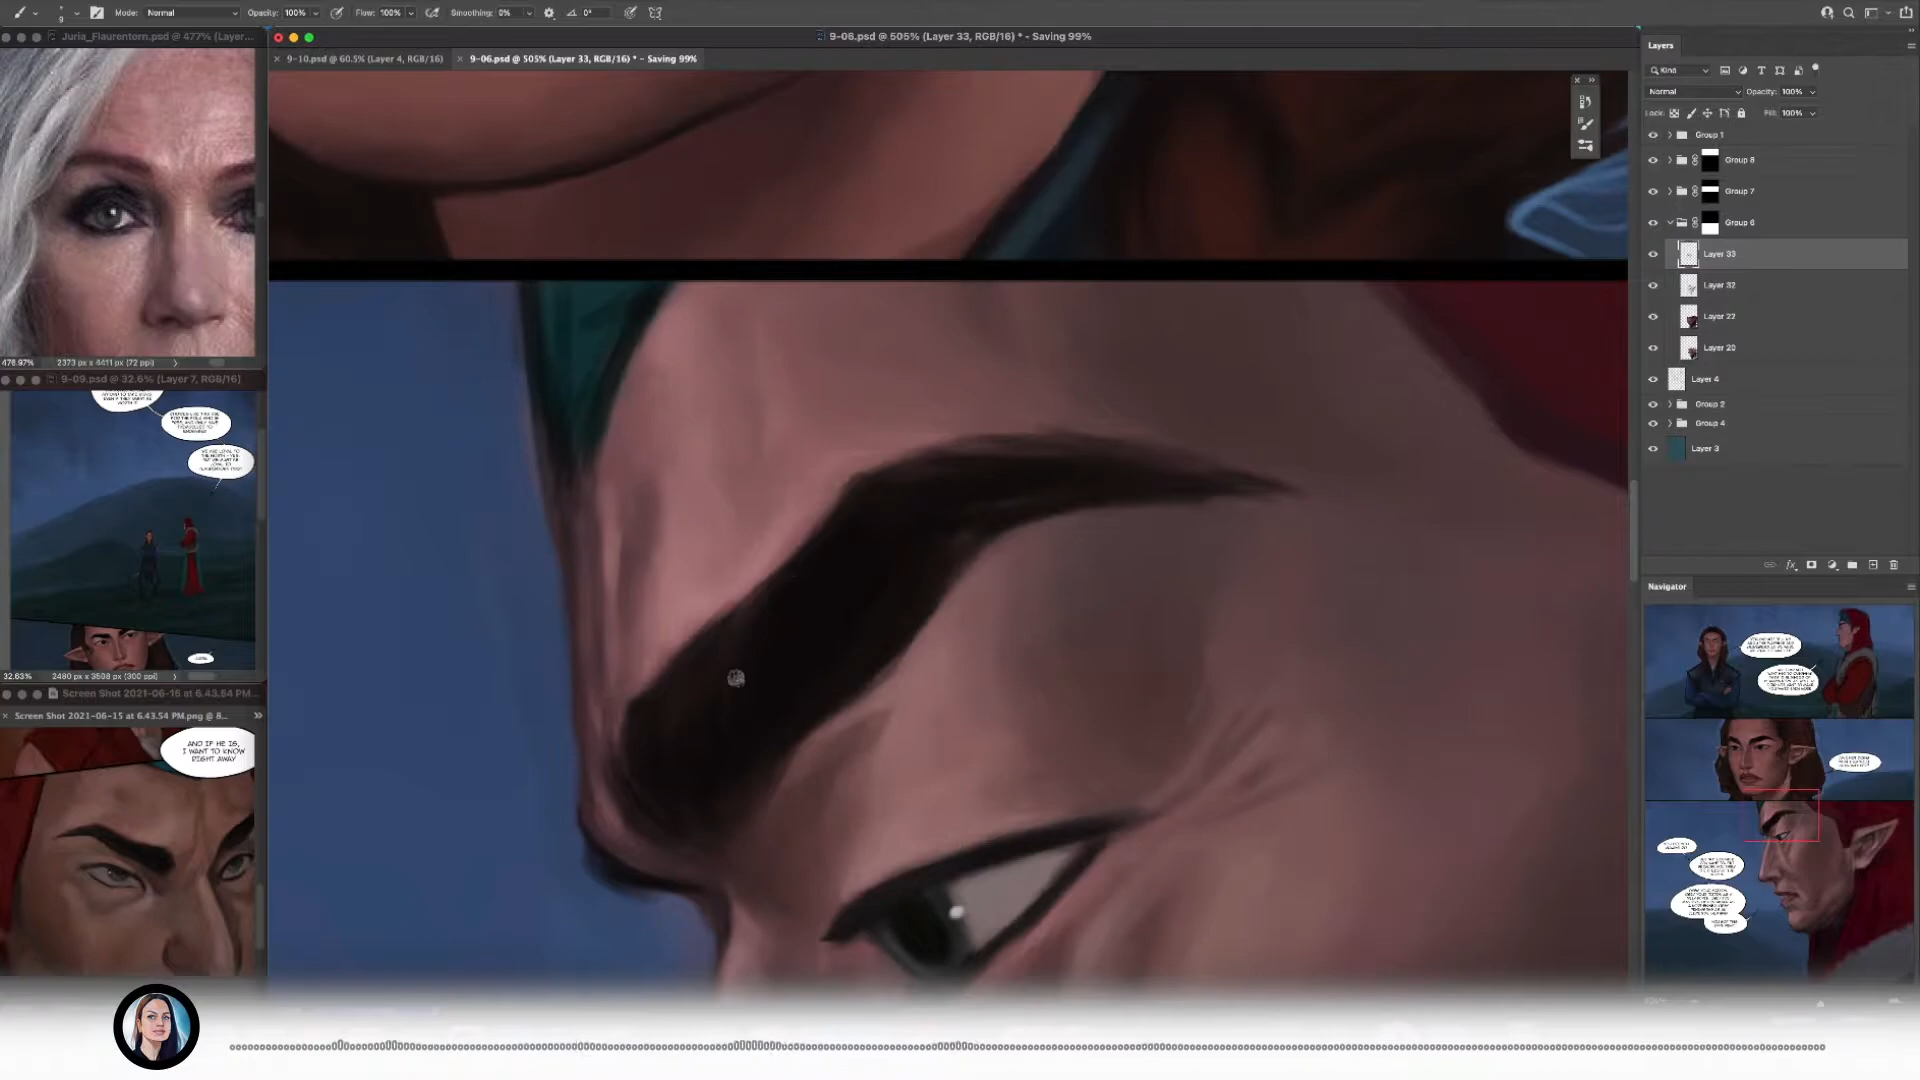 Mode: Normal
Opacity: 100%
Flow: 100%
Smoothing: 0%
0°
9
Juria_Flaurentorn.psd @ 477% (Layer...
9-06.psd @ 505% (Layer 33, RGB/16) * - Saving 99%
× 9-10.psd @ 60.5% (Layer 4, RGB/16)
× 9-06.psd @ 505% (Layer 33, RGB/16) * - Saving 99%
476.97%
2373 px x 4411 px (72 ppi)
9-09.psd @ 32.6% (Layer 7, RGB/16)
32.63%
2480 px x 3508 px (300 ppi)
Screen Shot 2021-06-15 at 6.43.54 PM...
× Screen Shot 2021-06-15 at 6.43.54 PM.png @ 8...
AND IF HE IS,
I WANT TO KNOW
RIGHT AWAY
Layers
Kind
Normal
Opacity: 100%
Lock:
Fill: 100%
Group 1
Group 8
Group 7
Group 6
Layer 33
Layer 32
Layer 22
Layer 20
Layer 4
Group 2
Group 4
Layer 3
fx
Navigator